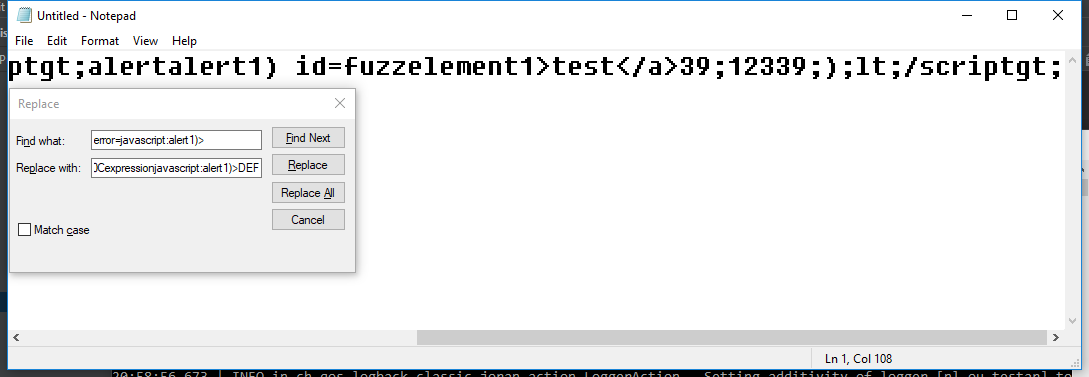 Untitled - Notepad
File Edit Format View Help
ptgt;alertalert1) id=fuzzelement1>test</a>39;12339;);lt;/scriptgt;
Replace
Find what: error=javascript:alert1)> Find Next
Replace with: )Cexpressionjavascript:alert1)>DEF Replace
Replace All
Cancel
Match case
Ln 1, Col 108
20:58:56,673 | INFO in ch.qos.logback.classic.joran.action.LoggerAction - Setting additivity of logger [nl.ou.testar] to